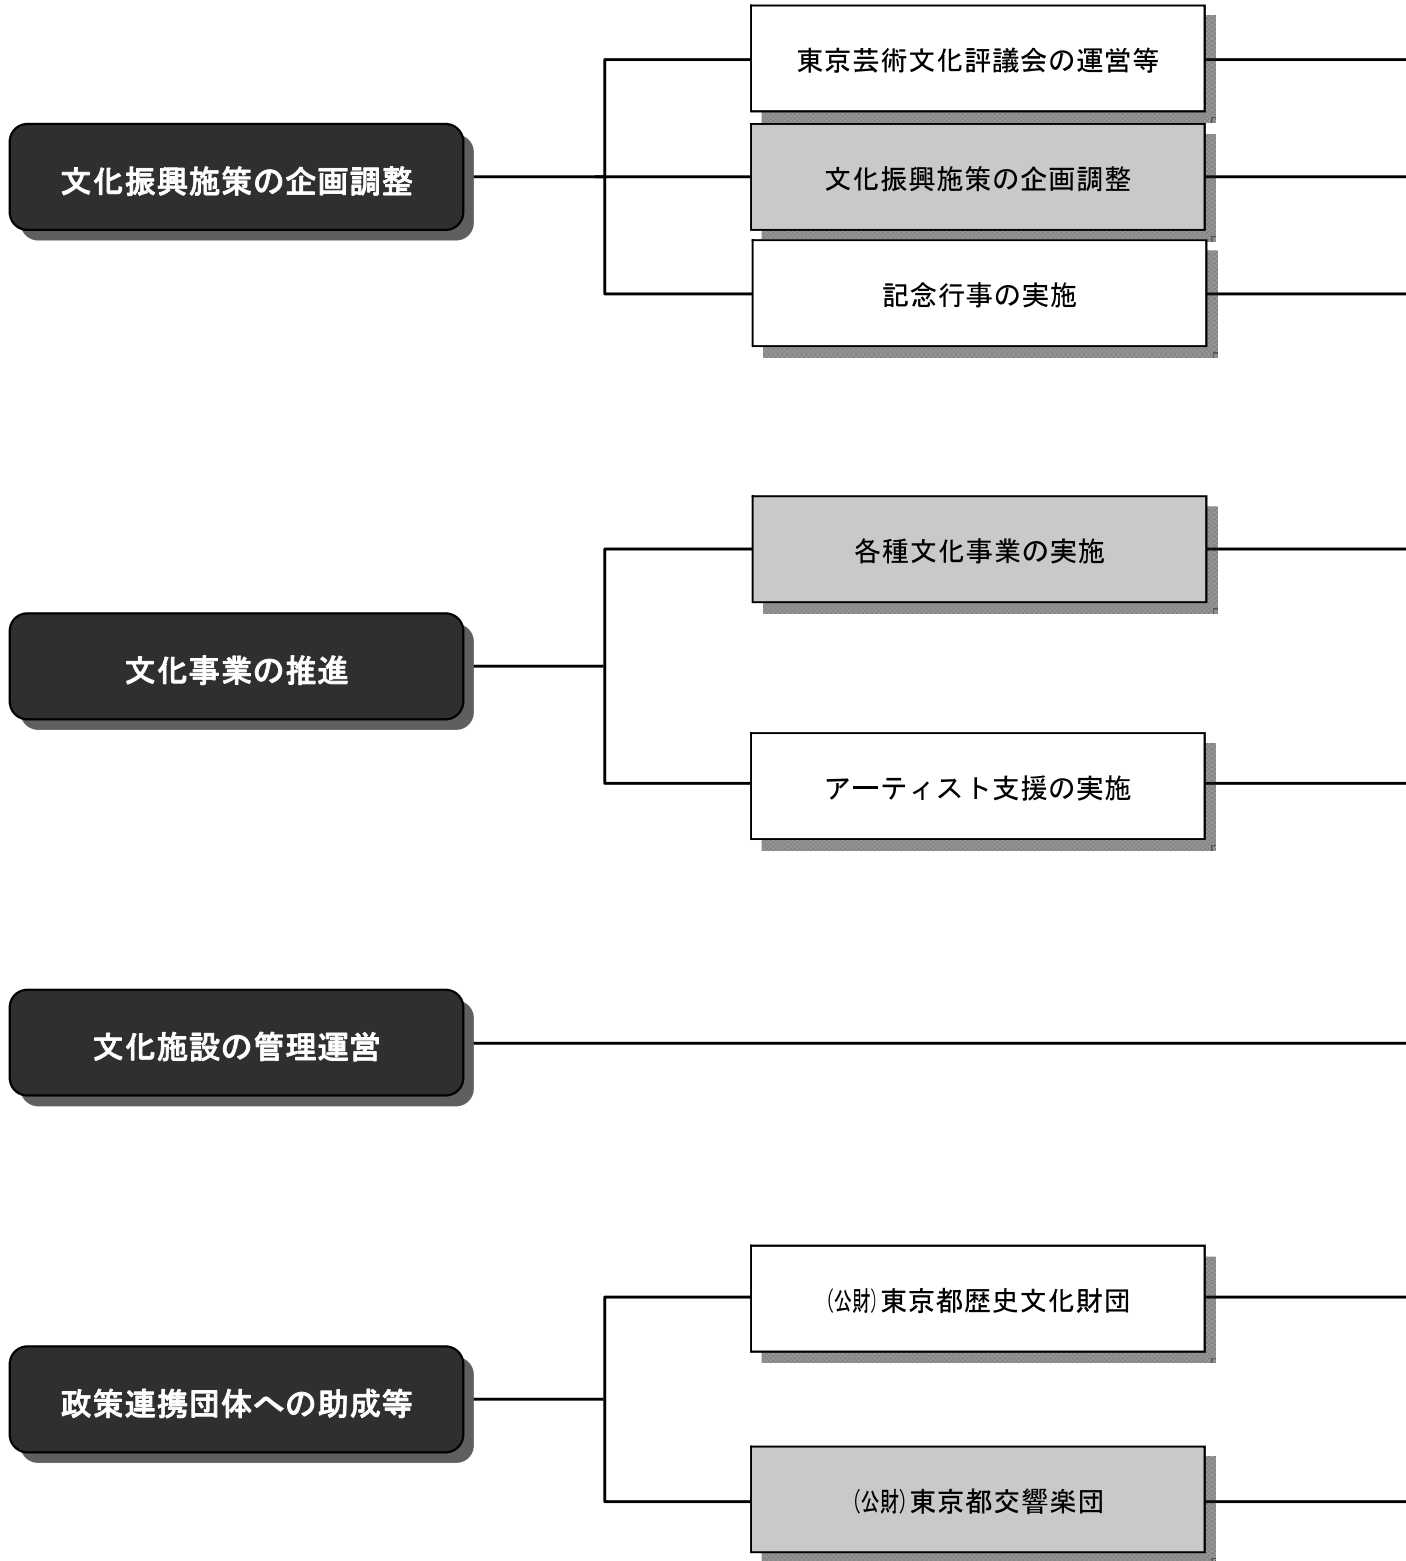 文化振興施策の企画調整
東京芸術文化評議会の運営等
文化振興施策の企画調整
記念行事の実施
文化事業の推進
各種文化事業の実施
アーティスト支援の実施
文化施設の管理運営
政策連携団体への助成等
(公財)東京都歴史文化財団
(公財)東京都交響楽団